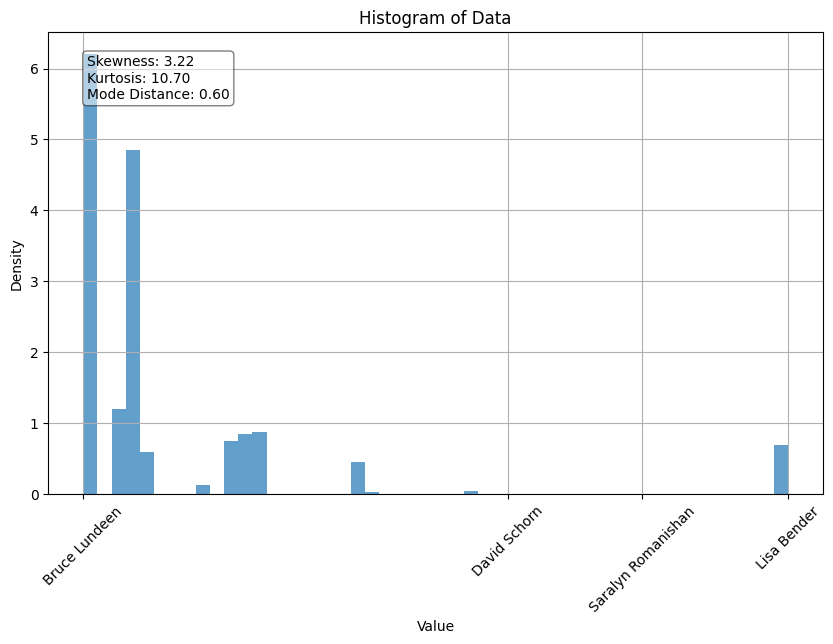 Histogram of Data
Skewness: 3.22
Kurtosis: 10.70
Mode Distance: 0.60
6
5
4
3
2
1
0
Density
Bruce Lundeen
David Schorn
Saralyn Romanishan
Lisa Bender
Value